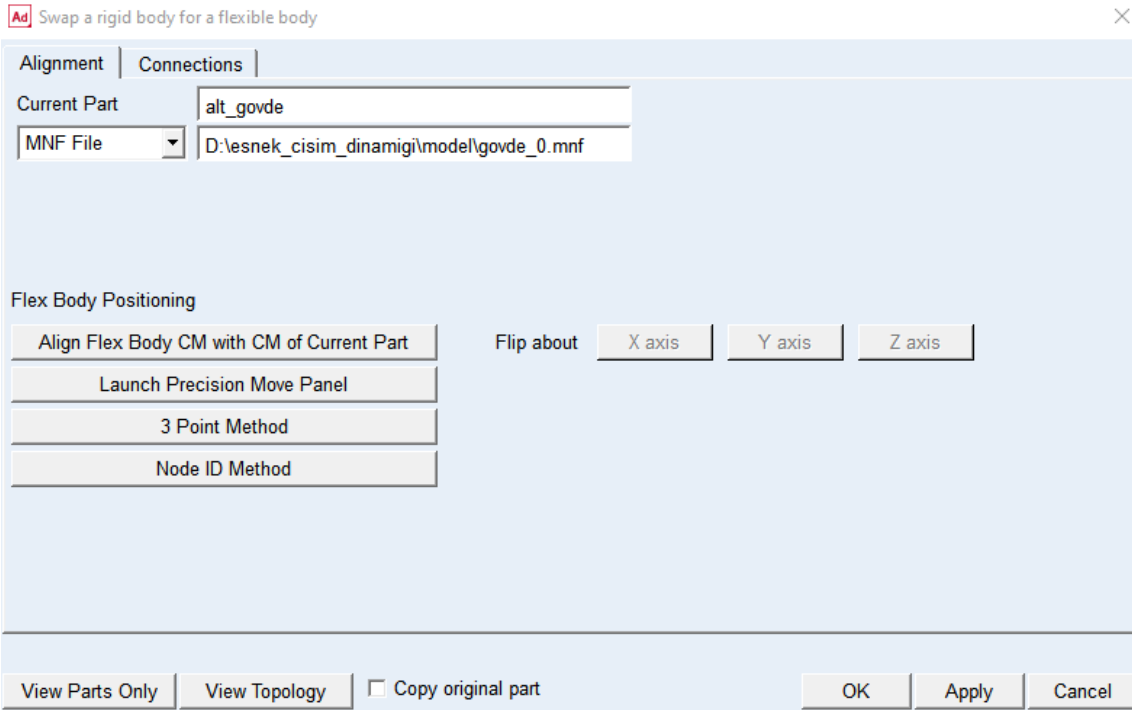 Ad Swap a rigid body for a flexible body
Alignment Connections
Current Part alt_govde
MNF File D:\esnek_cisim_dinamigi\model\govde_0.mnf
Flex Body Positioning
Align Flex Body CM with CM of Current Part Flip about X axis Y axis Z axis
Launch Precision Move Panel
3 Point Method
Node ID Method
View Parts Only View Topology Copy original part OK Apply Cancel